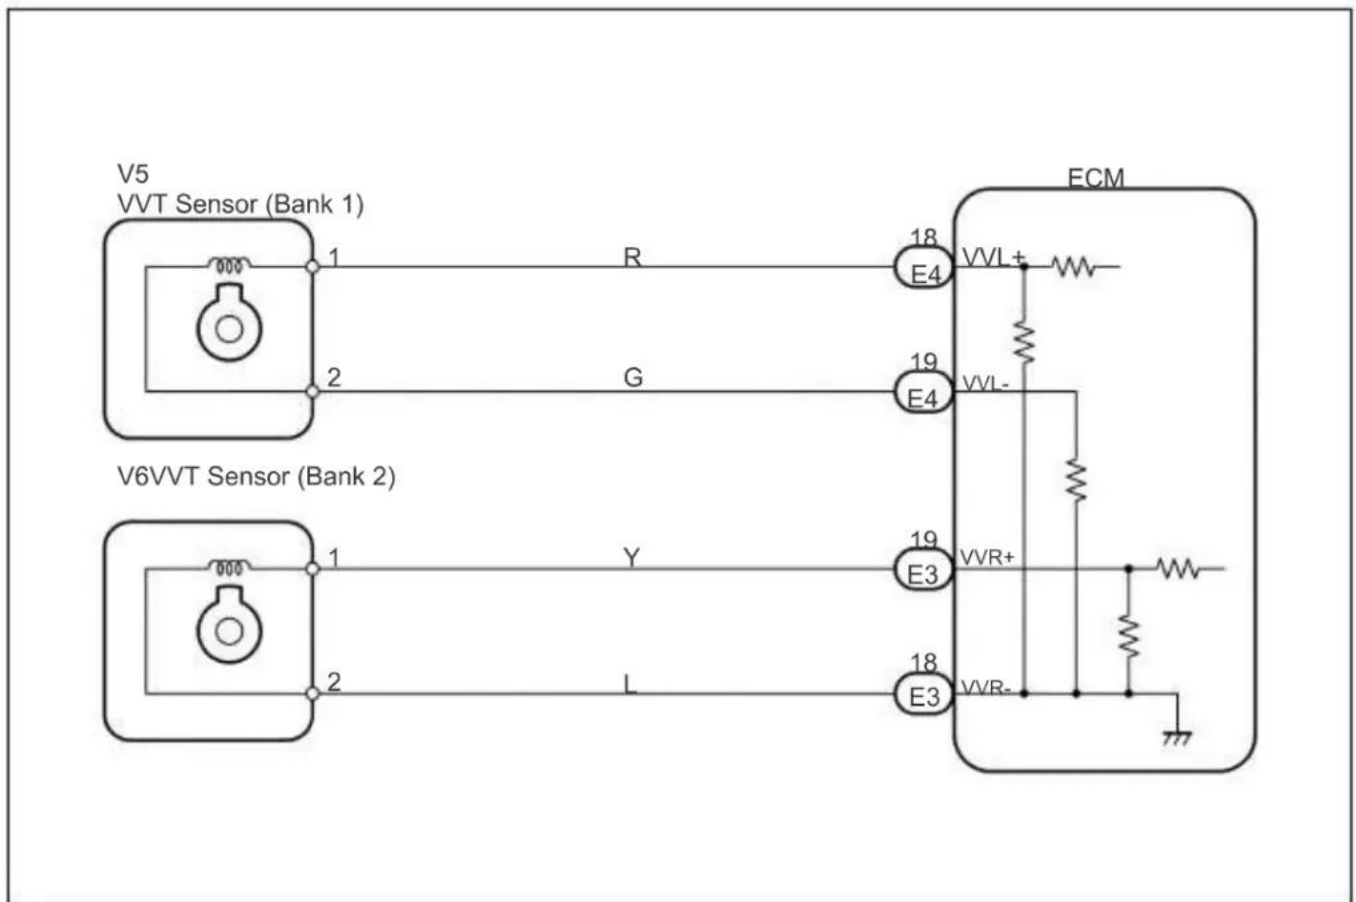 V5
VVT Sensor (Bank 1)
ECM
1
R
18
E4
VVL+
2
G
19
E4
VVL-
V6VVT Sensor (Bank 2)
1
Y
19
E3
VVR+
2
L
18
E3
VVR-